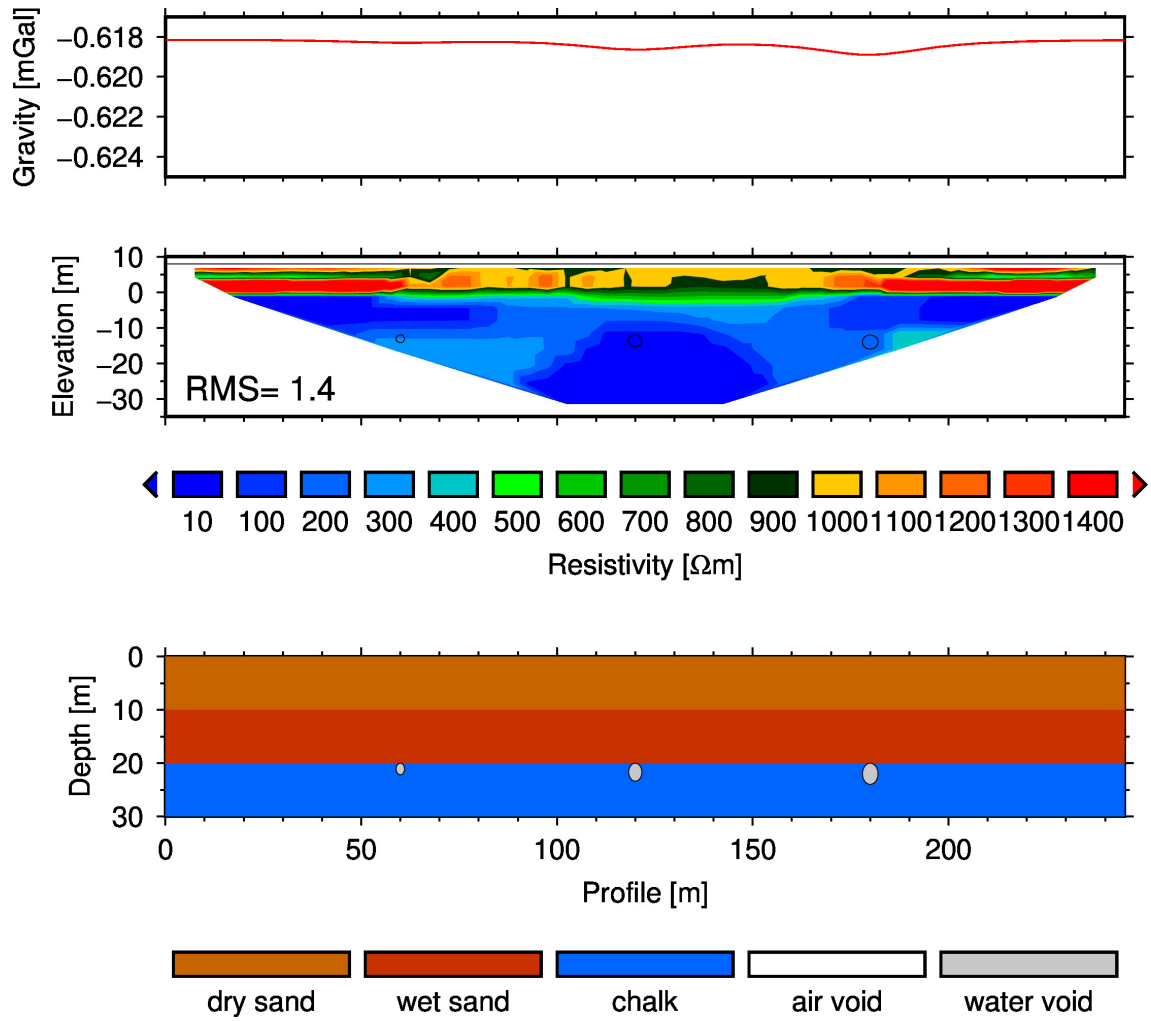 Gravity [mGal]
−0.618
−0.620
−0.622
−0.624
Elevation [m]
10
0
−10
−20
−30
RMS= 1.4
10 100 200 300 400 500 600 700 800 900 1000 1100 1200 1300 1400
Resistivity [Ωm]
Depth [m]
0
10
20
30
0 50 100 150 200
Profile [m]
dry sand wet sand chalk air void water void